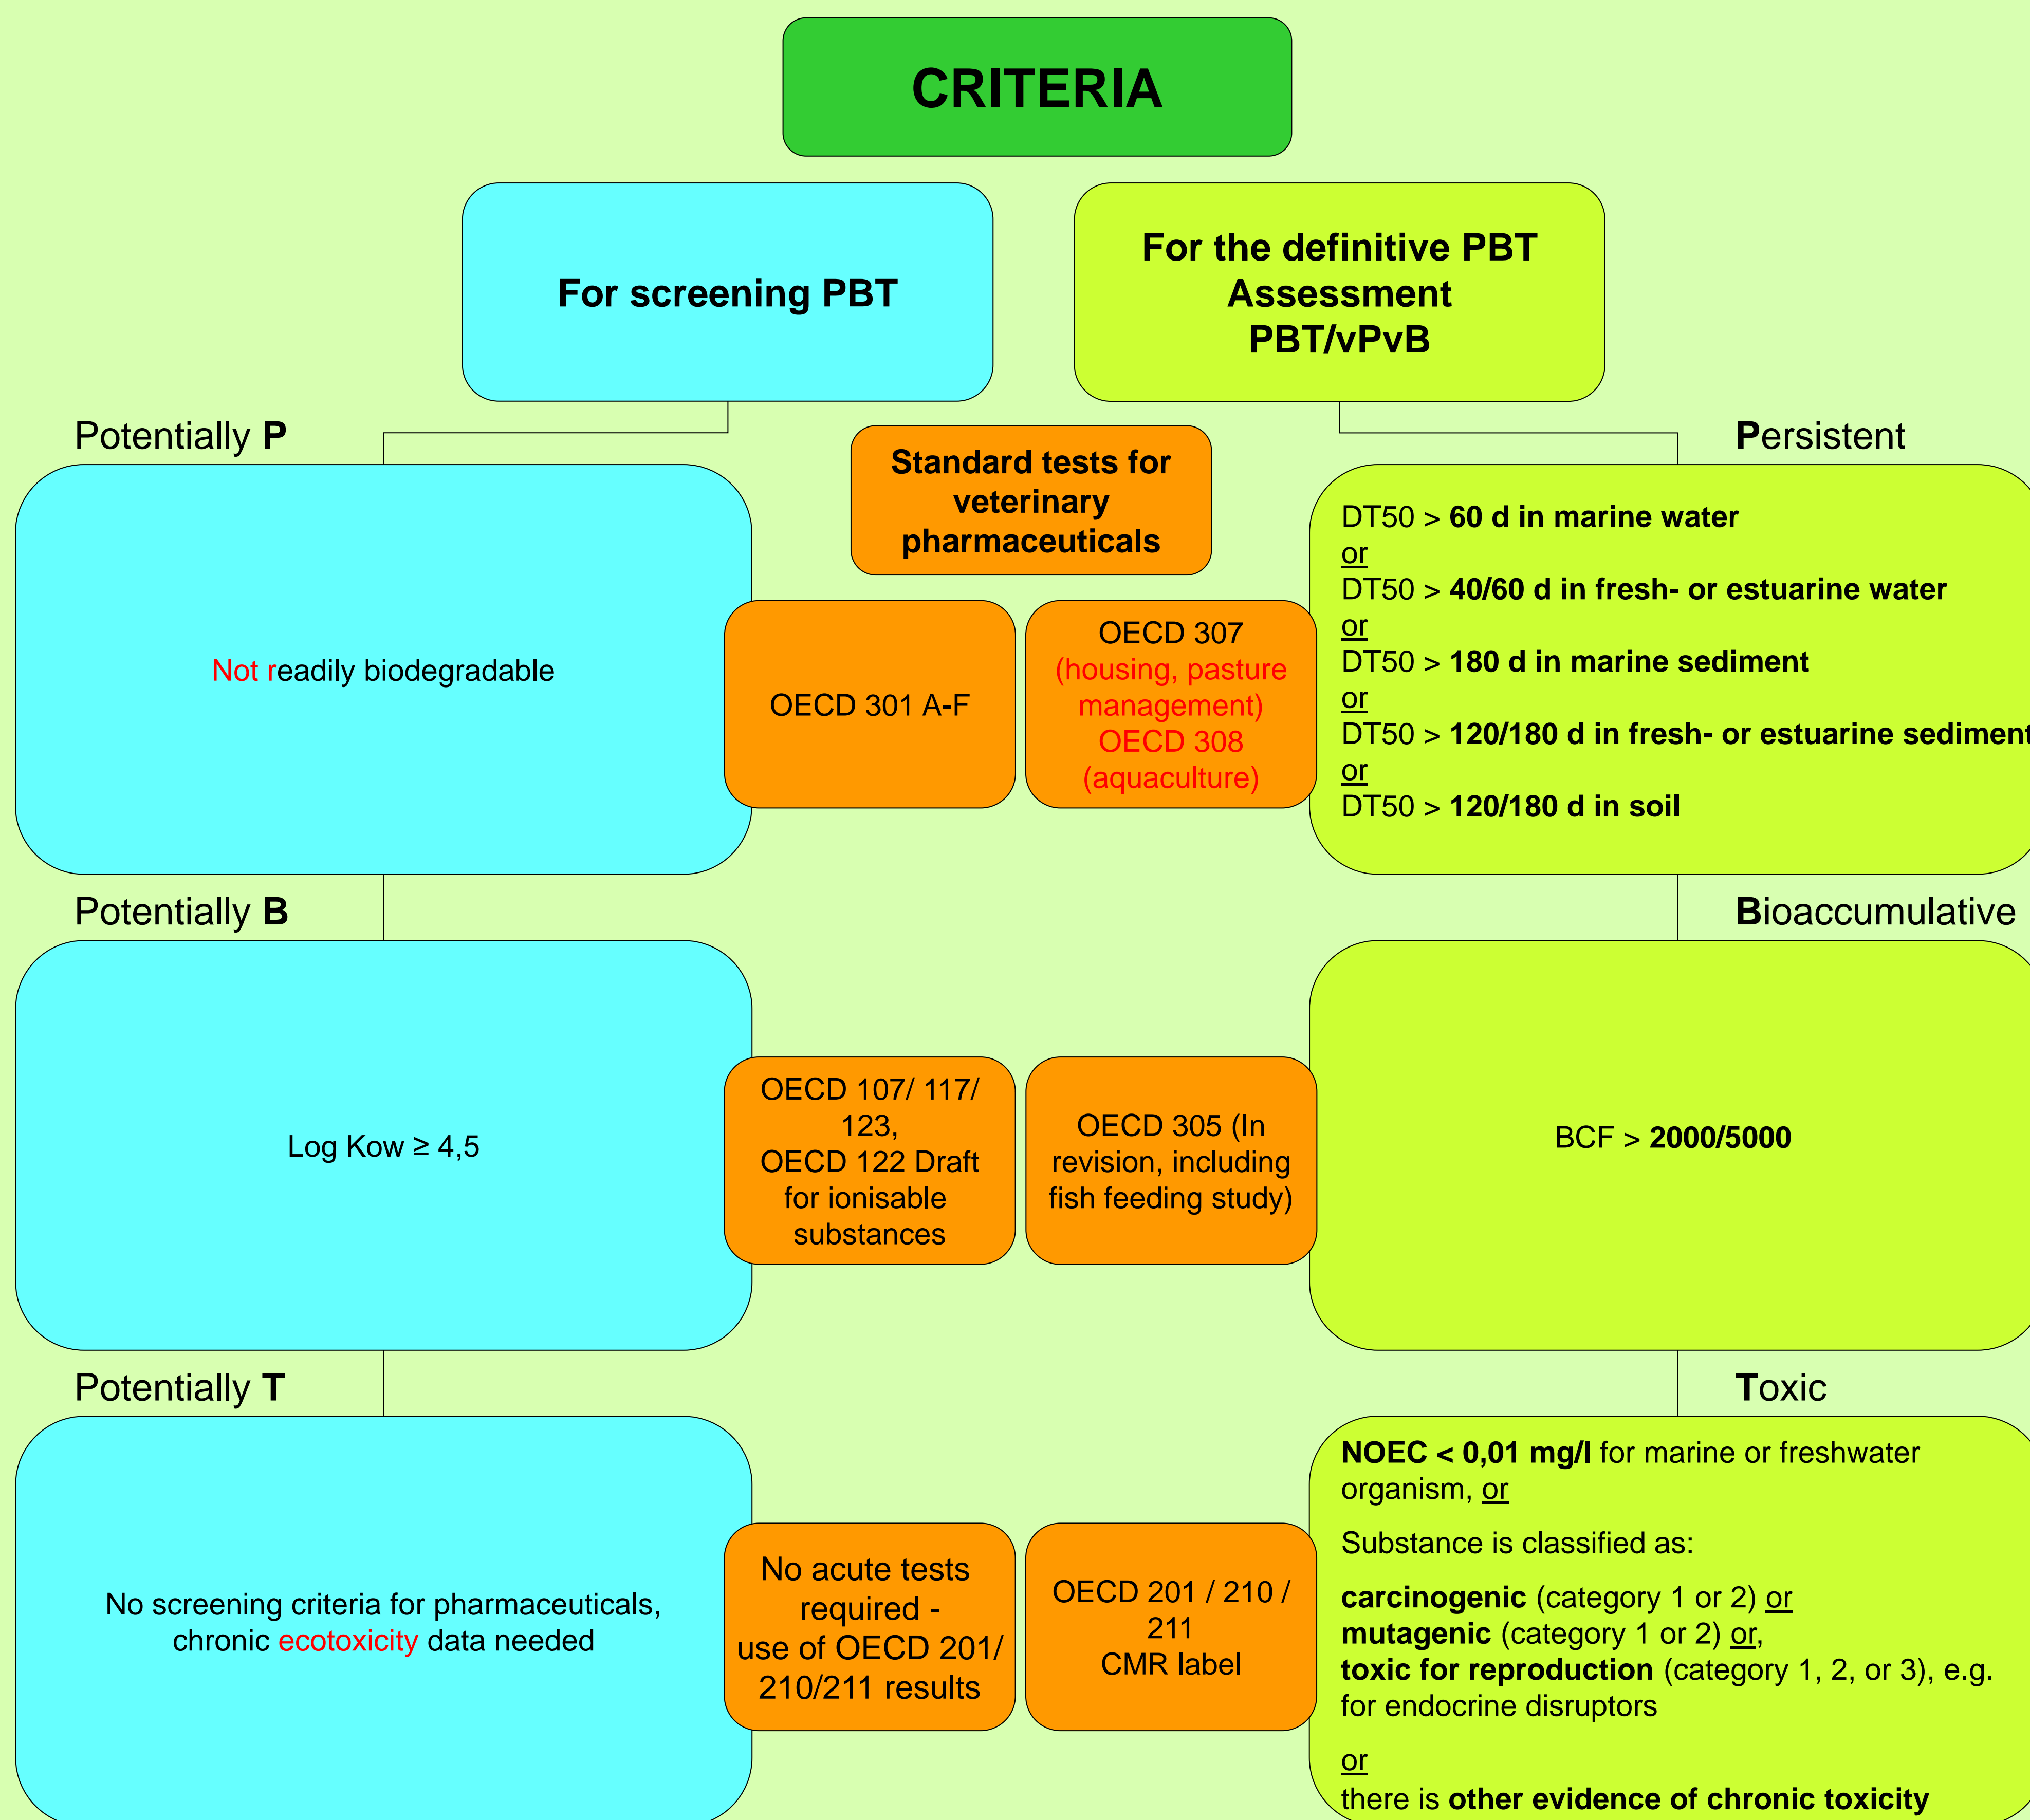 CRITERIA
For screening PBT
For the definitive PBT
Assessment
PBT/vPvB
Potentially P
Persistent
Standard tests for
veterinary
pharmaceuticals
Not readily biodegradable
OECD 301 A-F
OECD 307
(housing, pasture
management)
OECD 308
(aquaculture)
DT50 > 60 d in marine water
or
DT50 > 40/60 d in fresh- or estuarine water
or
DT50 > 180 d in marine sediment
or
DT50 > 120/180 d in fresh- or estuarine sediment
or
DT50 > 120/180 d in soil
Potentially B
Bioaccumulative
Log Kow ≥ 4,5
OECD 107/ 117/
123,
OECD 122 Draft
for ionisable
substances
OECD 305 (In
revision, including
fish feeding study)
BCF > 2000/5000
Potentially T
Toxic
No screening criteria for pharmaceuticals,
chronic ecotoxicity data needed
No acute tests
required -
use of OECD 201/
210/211 results
OECD 201 / 210 /
211
CMR label
NOEC < 0,01 mg/l for marine or freshwater
organism, or
Substance is classified as:
carcinogenic (category 1 or 2) or
mutagenic (category 1 or 2) or,
toxic for reproduction (category 1, 2, or 3), e.g.
for endocrine disruptors
or
there is other evidence of chronic toxicity